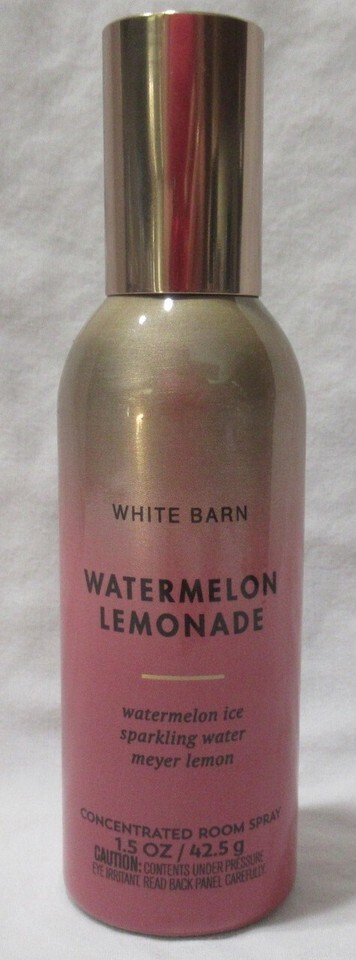 WHITE BARN
WATERMELON
LEMONADE
watermelon ice
sparkling water
meyer lemon
CONCENTRATED ROOM SPRAY
1.5 OZ / 42.5 g
CAUTION: CONTENTS UNDER PRESSURE.
EYE IRRITANT. READ BACK PANEL CAREFULLY.